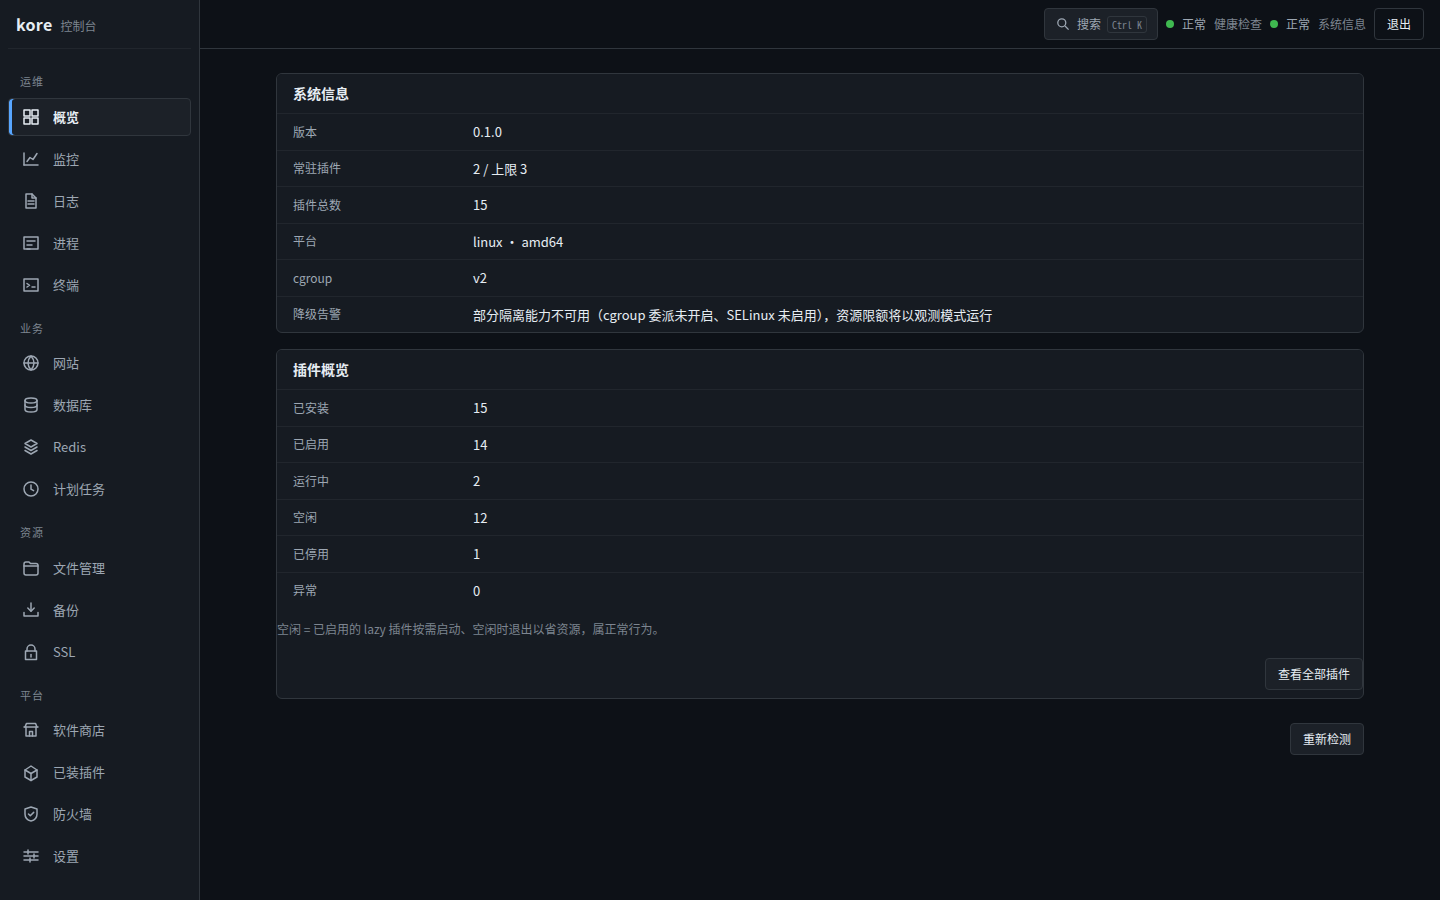 kore 控制台
搜索 Ctrl K 正常 健康检查 正常 系统信息 退出
运维
概览
监控
日志
进程
终端
业务
网站
数据库
Redis
计划任务
资源
文件管理
备份
SSL
平台
软件商店
已装插件
防火墙
设置
系统信息
版本 0.1.0
常驻插件 2 / 上限 3
插件总数 15
平台 linux · amd64
cgroup v2
降级告警 部分隔离能力不可用（cgroup 委派未开启、SELinux 未启用），资源限额将以观测模式运行
插件概览
已安装 15
已启用 14
运行中 2
空闲 12
已停用 1
异常 0
空闲 = 已启用的 lazy 插件按需启动、空闲时退出以省资源，属正常行为。
查看全部插件
重新检测